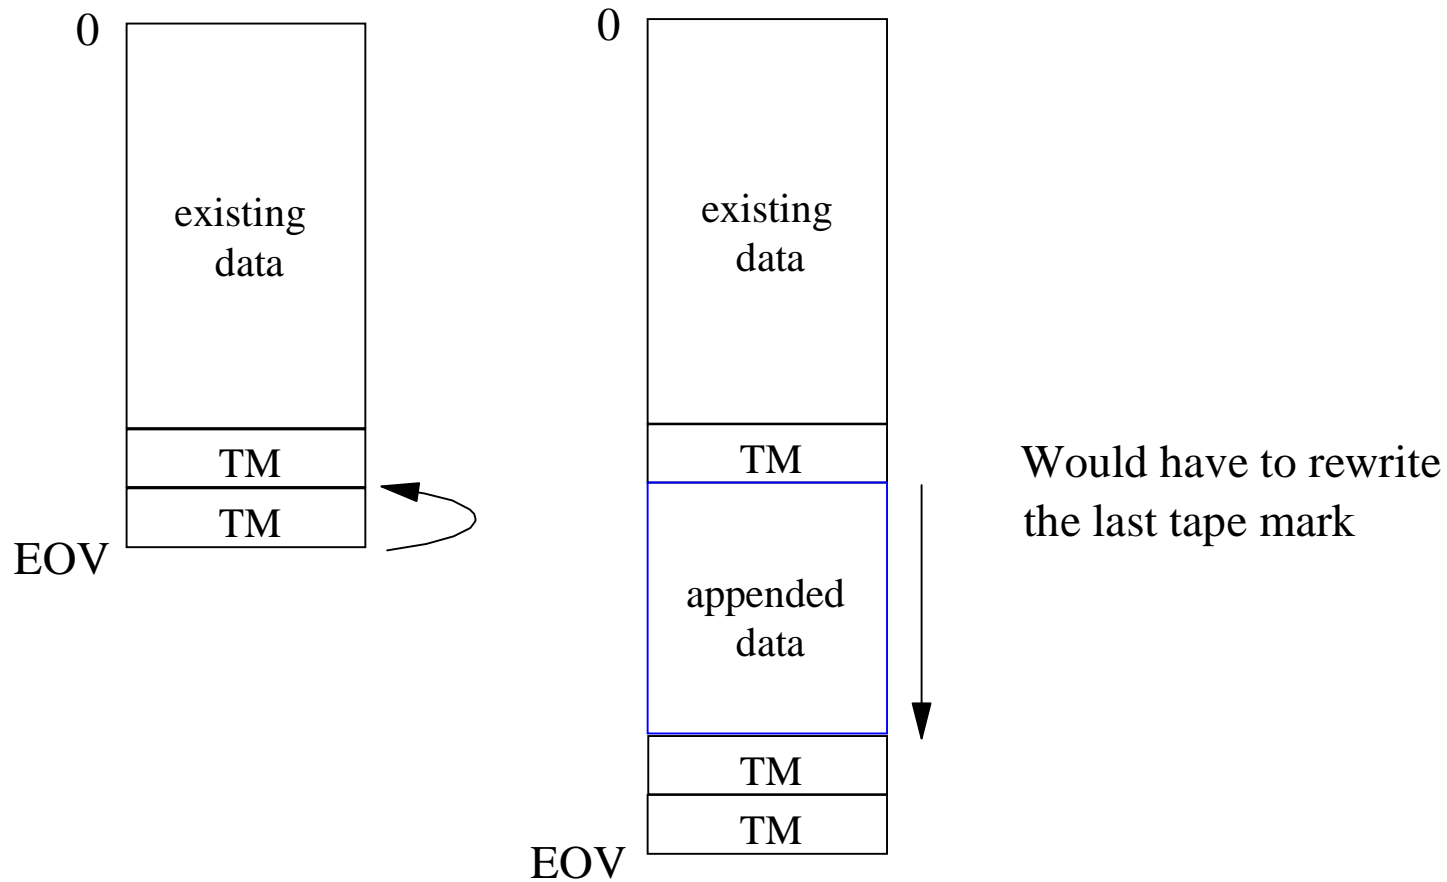 0
existing
data
TM
TM
EOV
0
existing
data
TM
appended
data
TM
TM
EOV
Would have to rewrite
the last tape mark